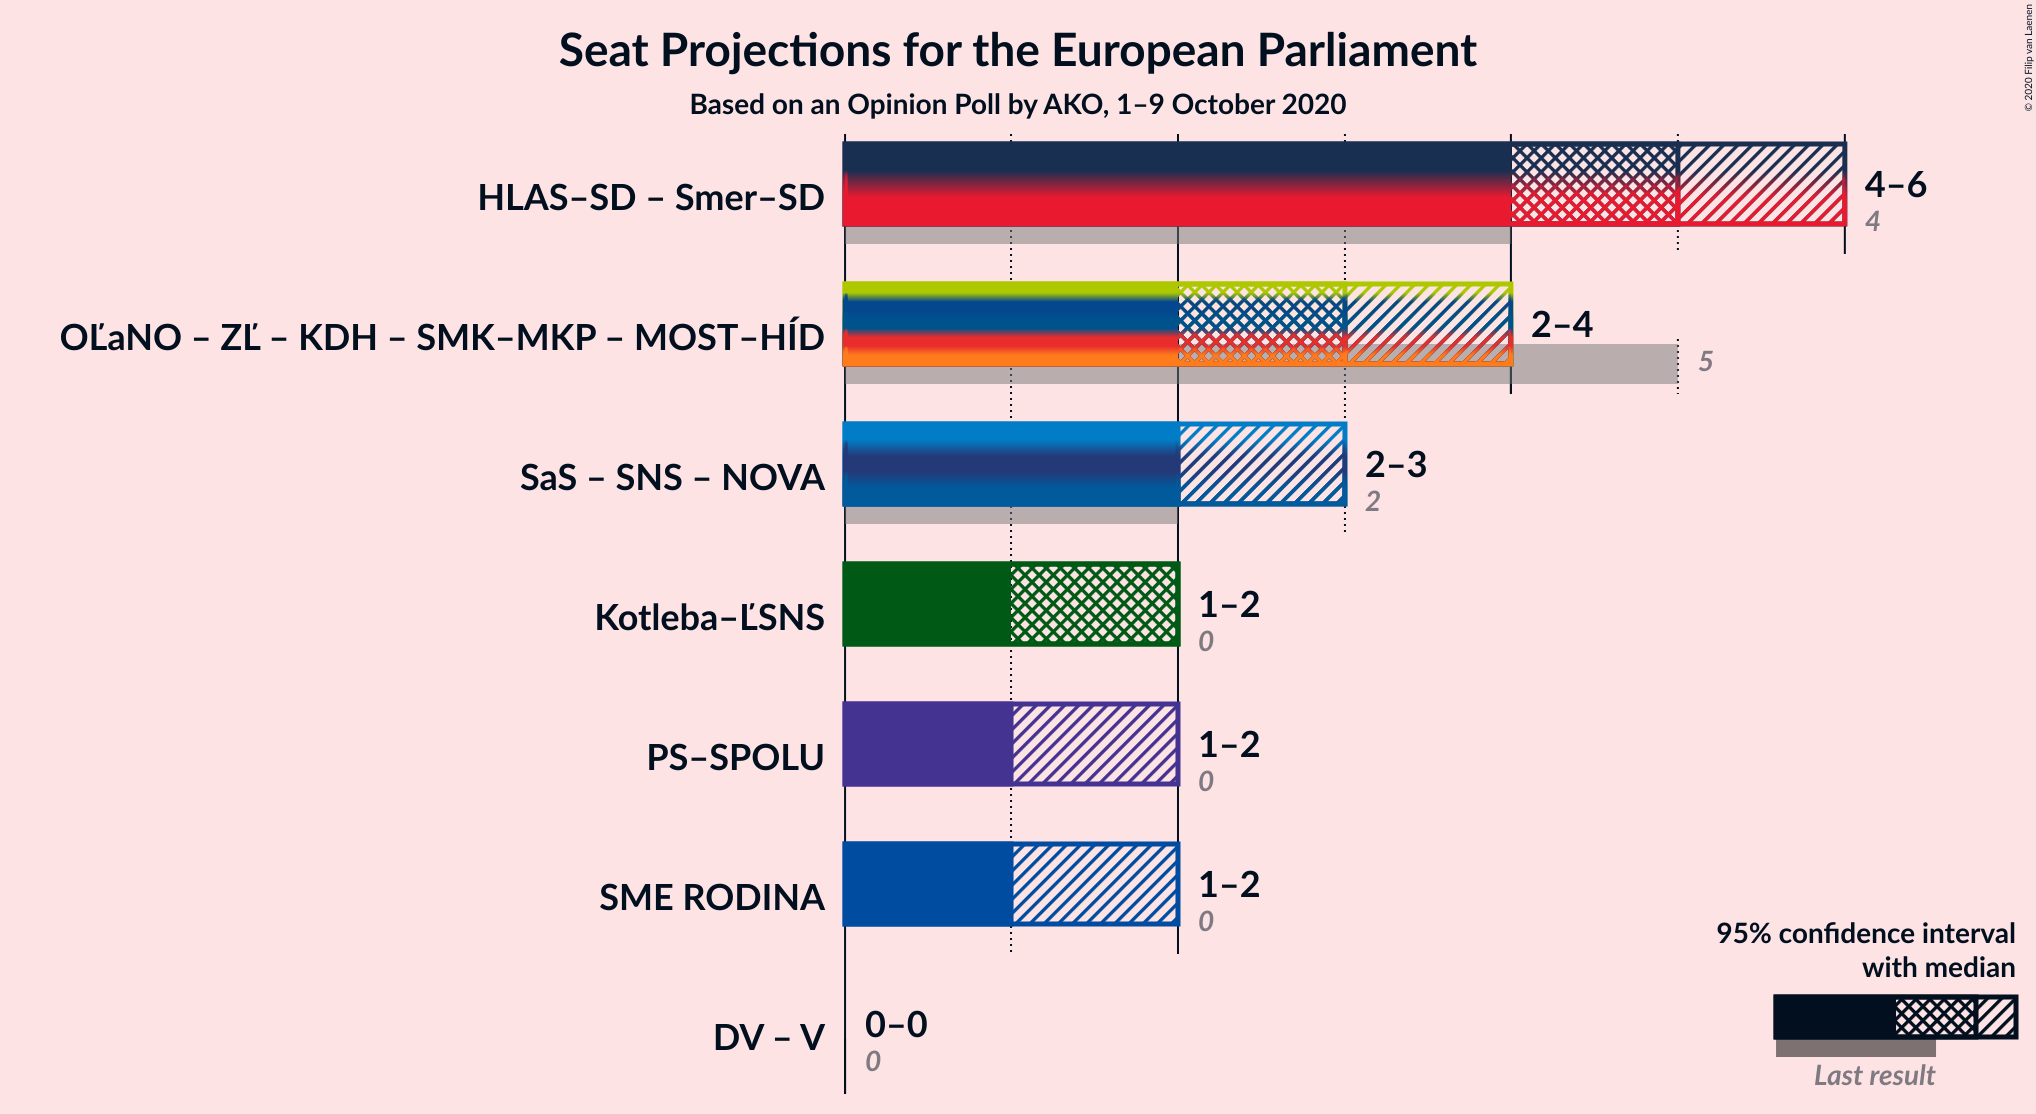 Seat Projections for the European Parliament
Based on an Opinion Poll by AKO, 1–9 October 2020
© 2020 Filip van Laenen
HLAS–SD – Smer–SD
4–6
4
OĽaNO – ZĽ – KDH – SMK–MKP – MOST–HÍD
2–4
5
SaS – SNS – NOVA
2–3
2
Kotleba–ĽSNS
1–2
0
PS–SPOLU
1–2
0
SME RODINA
1–2
0
DV – V
0–0
0
95% confidence interval
with median
Last result